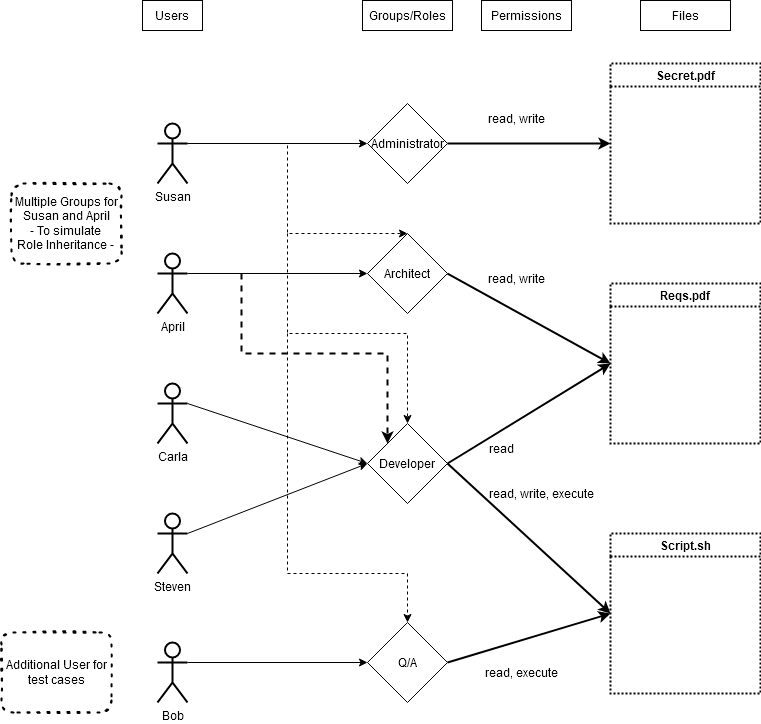 Users
Groups/Roles
Permissions
Files
Secret.pdf
read, write
Administrator
Susan
Multiple Groups for
Susan and April
- To simulate
Role Inheritance -
Architect
read, write
Reqs.pdf
April
Carla
Developer
read
read, write, execute
Script.sh
Steven
Additional User for
test cases
Q/A
read, execute
Bob